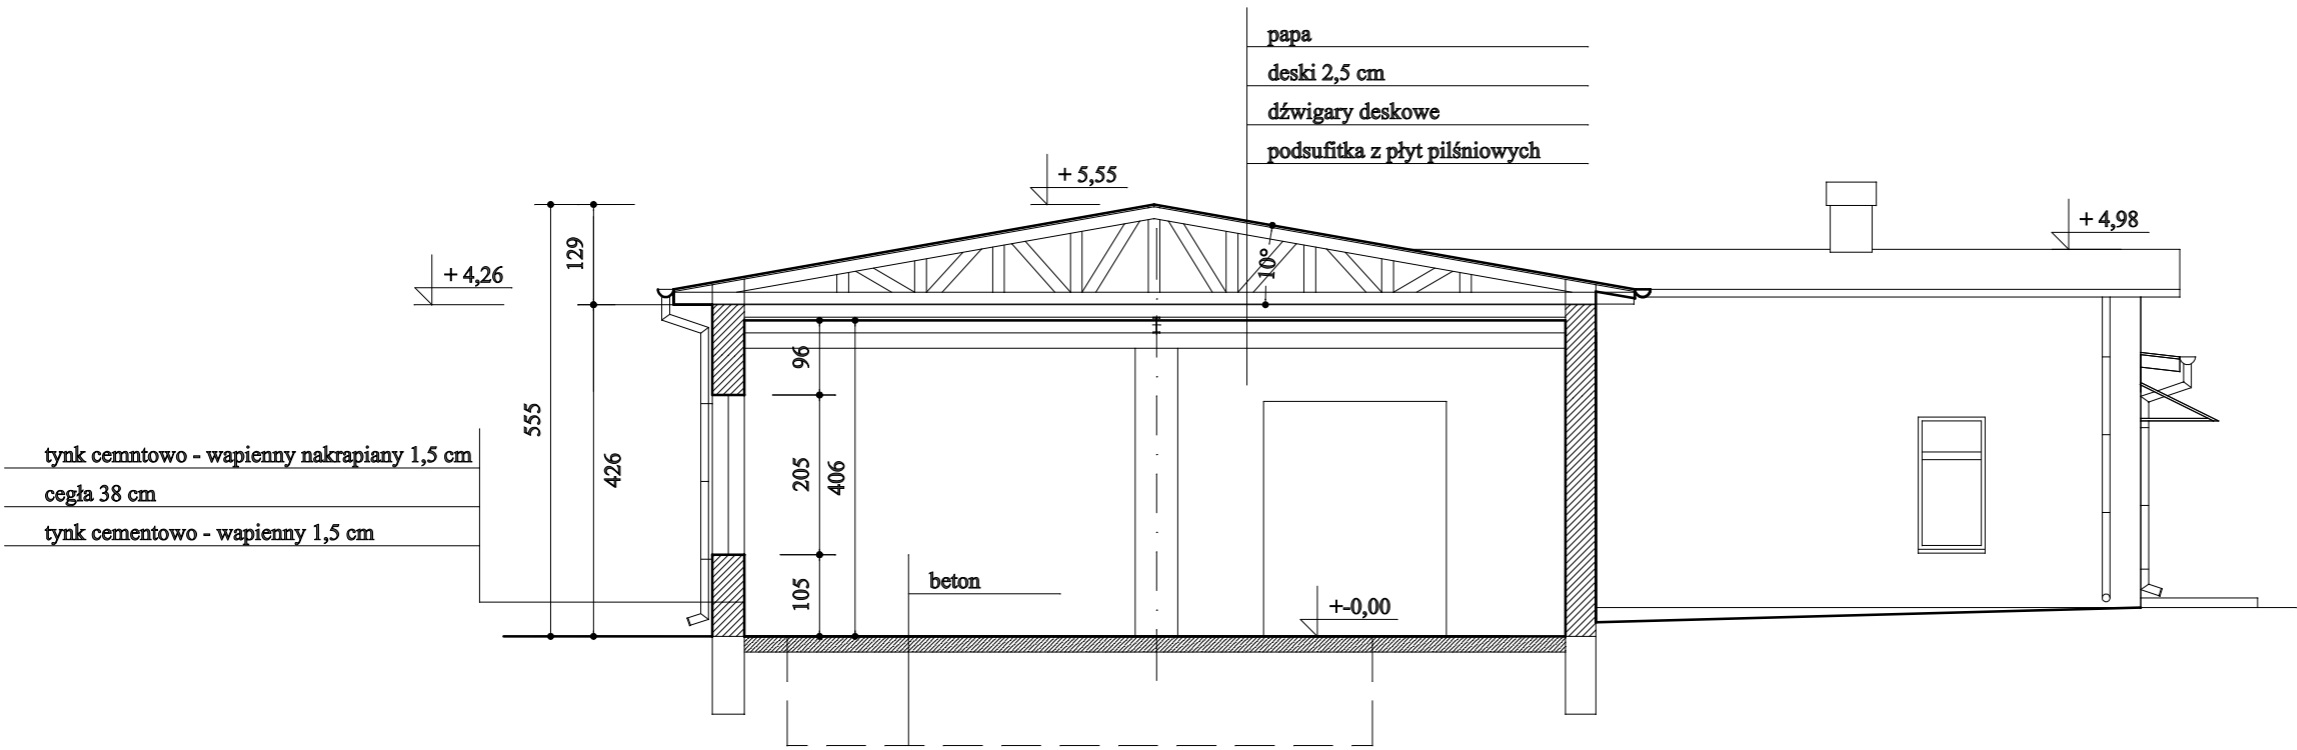 papa
deski 2,5 cm
dźwigary deskowe
podsufitka z płyt pilśniowych
+ 5,55
+ 4,98
+ 4,26
129
10°
96
555
426
205
406
105
tynk cemntowo - wapienny nakrapiany 1,5 cm
cegła 38 cm
tynk cementowo - wapienny 1,5 cm
beton
+-0,00